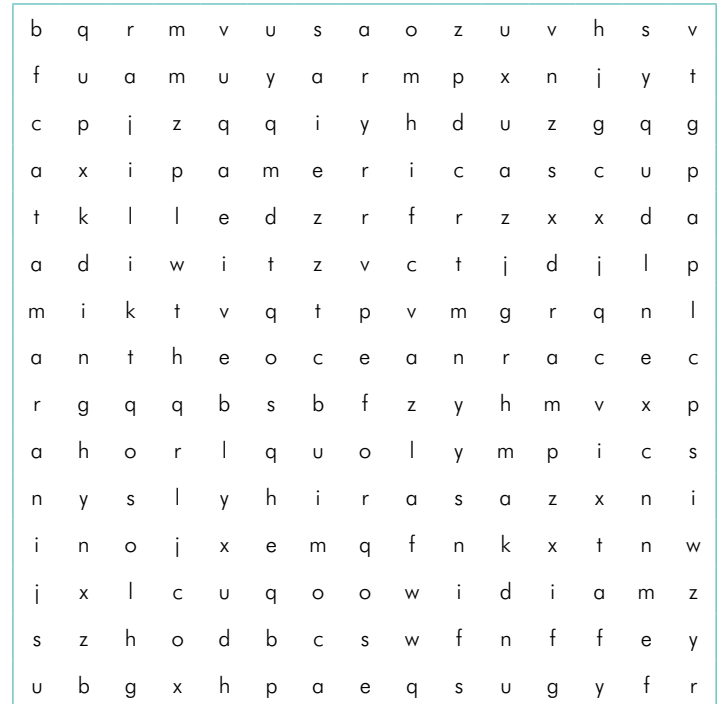 b q r m v u s a o z u v h s v
f u a m u y a r m p x n j y t
c p j z q q i y h d u z g q g
a x i p a m e r i c a s c u p
t k l l e d z r f r z x x d a
a d i w i t z v c t j d j l p
m i k t v q t p v m g r q n l
a n t h e o c e a n r a c e c
r g q q b s b f z y h m v x p
a h o r l q u o l y m p i c s
n y s l y h i r a s a z x n i
i n o j x e m q f n k x t n w
j x l c u q o o w i d i a m z
s z h o d b c s w f n f f e y
u b g x h p a e q s u g y f r